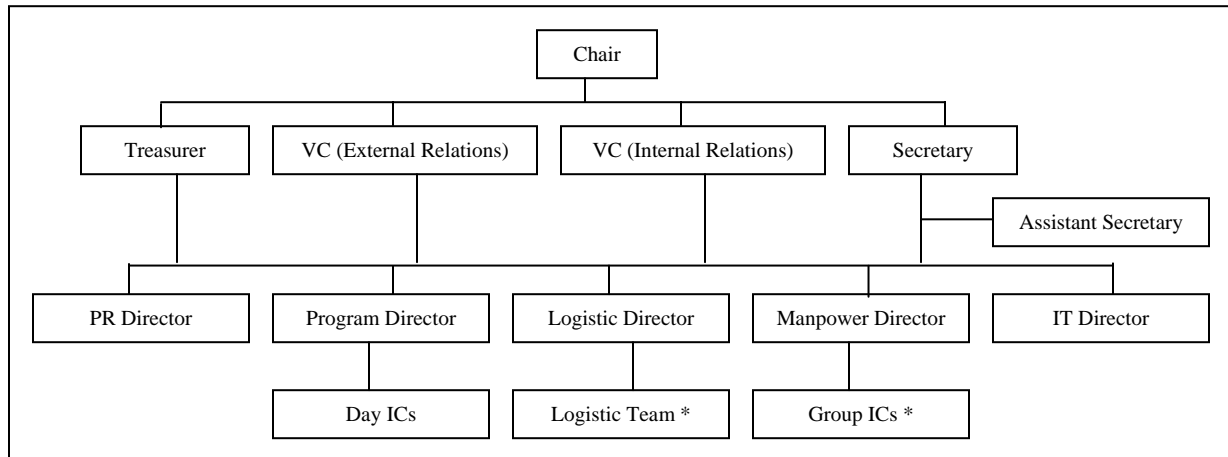 Chair
Treasurer
VC (External Relations)
VC (Internal Relations)
Secretary
Assistant Secretary
PR Director
Program Director
Logistic Director
Manpower Director
IT Director
Day ICs
Logistic Team *
Group ICs *